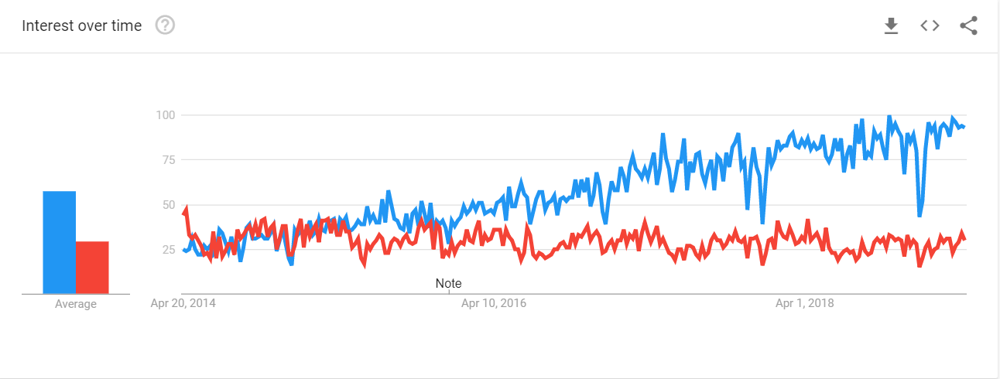 Interest over time ?
100
75
50
25
Note
Average
Apr 20, 2014 Apr 10, 2016 Apr 1, 2018